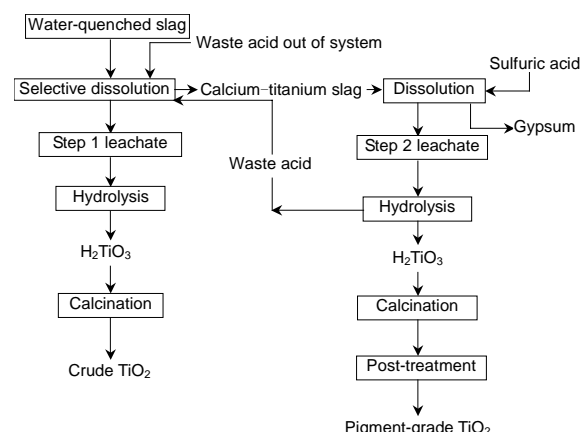 Water-quenched slag
Waste acid out of system
Sulfuric acid
Selective dissolution
Calcium−titanium slag
Dissolution
Gypsum
Step 1 leachate
Waste acid
Step 2 leachate
Hydrolysis
Hydrolysis
H₂TiO₃
H₂TiO₃
Calcination
Calcination
Crude TiO₂
Post-treatment
Pigment-grade TiO₂